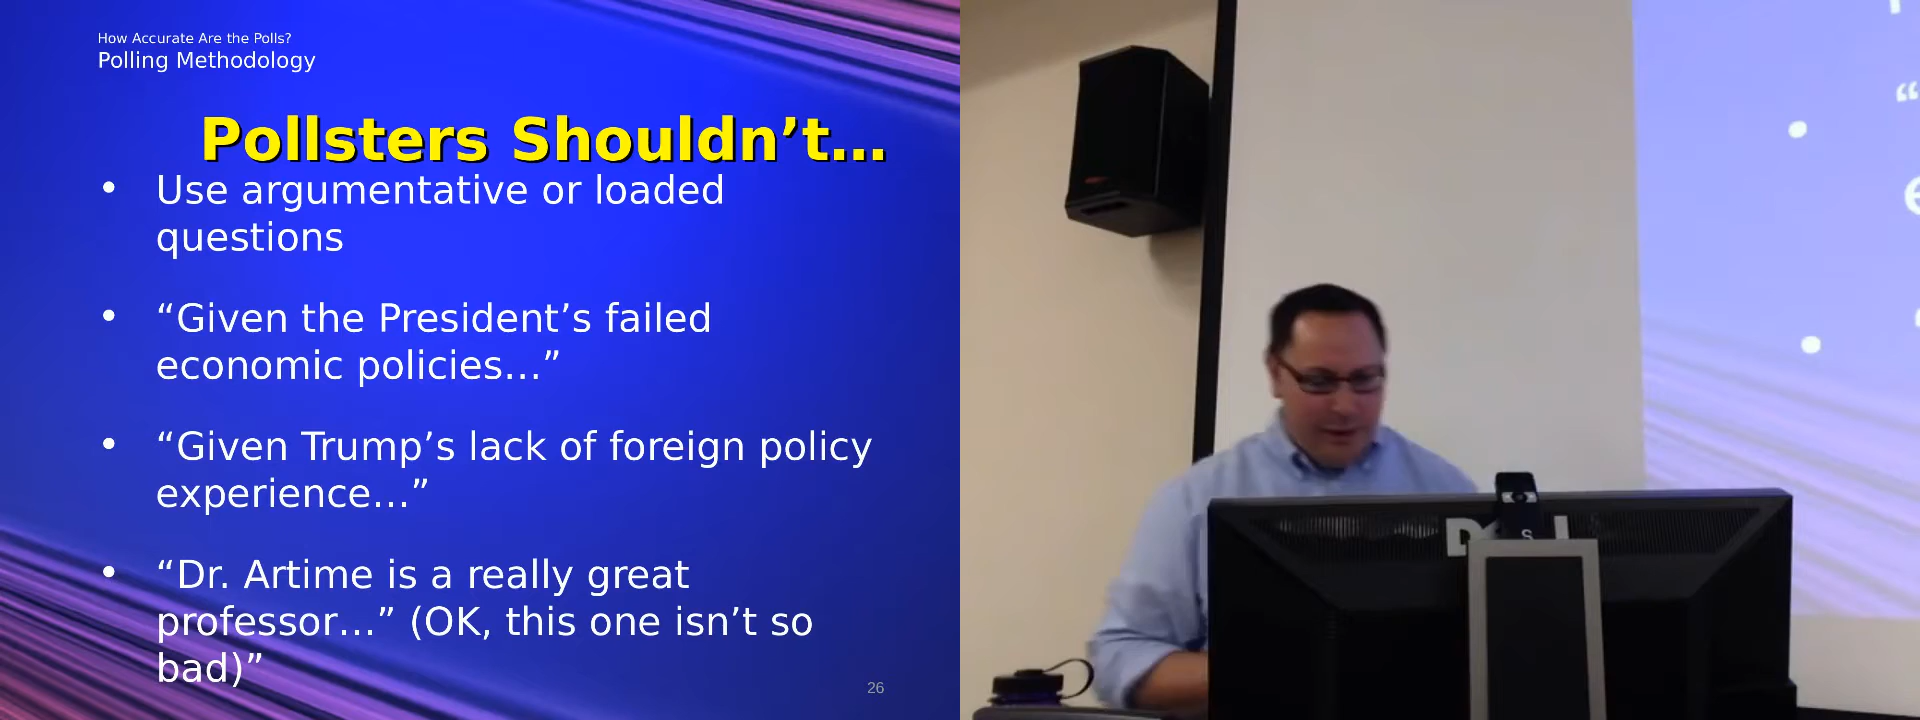 How Accurate Are the Polls?
Polling Methodology
Pollsters Shouldn’t…
• Use argumentative or loaded
questions
• “Given the President’s failed
economic policies…”
• “Given Trump’s lack of foreign policy
experience…”
• “Dr. Artime is a really great
professor…” (OK, this one isn’t so
bad)”
26